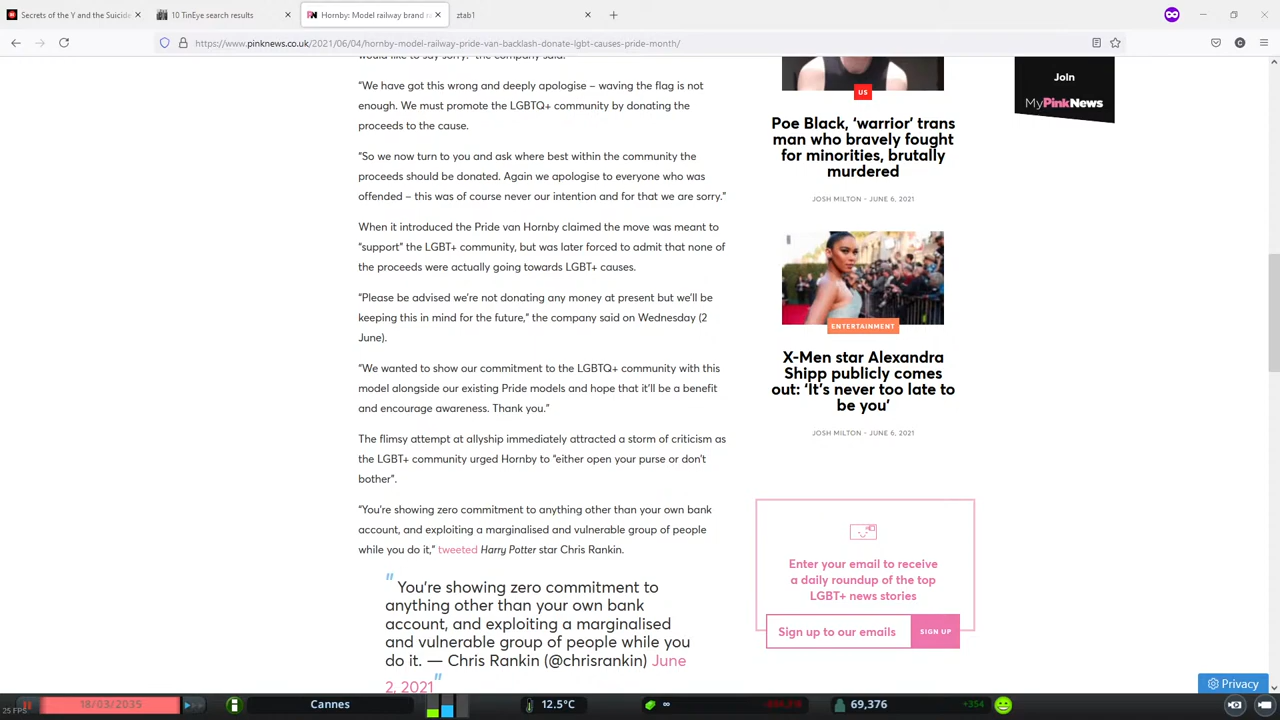 Secrets of the Y and the Suicide
10 TinEye search results
Hornby: Model railway brand r
ztab1
https://www.pinknews.co.uk/2021/06/04/hornby-model-railway-pride-van-backlash-donate-lgbt-causes-pride-month/
would like to say sorry." the company said.
"We have got this wrong and deeply apologise – waving the flag is not
enough. We must promote the LGBTQ+ community by donating the
proceeds to the cause.
"So we now turn to you and ask where best within the community the
proceeds should be donated. Again we apologise to everyone who was
offended – this was of course never our intention and for that we are sorry."
When it introduced the Pride van Hornby claimed the move was meant to
"support" the LGBT+ community, but was later forced to admit that none of
the proceeds were actually going towards LGBT+ causes.
"Please be advised we're not donating any money at present but we'll be
keeping this in mind for the future," the company said on Wednesday (2
June).
"We wanted to show our commitment to the LGBTQ+ community with this
model alongside our existing Pride models and hope that it'll be a benefit
and encourage awareness. Thank you."
The flimsy attempt at allyship immediately attracted a storm of criticism as
the LGBT+ community urged Hornby to "either open your purse or don't
bother".
"You're showing zero commitment to anything other than your own bank
account, and exploiting a marginalised and vulnerable group of people
while you do it," tweeted Harry Potter star Chris Rankin.
" You're showing zero commitment to
anything other than your own bank
account, and exploiting a marginalised
and vulnerable group of people while you
do it. — Chris Rankin (@chrisrankin) June
2, 2021"
US
Poe Black, 'warrior' trans
man who bravely fought
for minorities, brutally
murdered
JOSH MILTON - JUNE 6, 2021
ENTERTAINMENT
X-Men star Alexandra
Shipp publicly comes
out: 'It's never too late to
be you'
JOSH MILTON - JUNE 6, 2021
Enter your email to receive
a daily roundup of the top
LGBT+ news stories
Sign up to our emails
SIGN UP
Join
MyPinkNews
Privacy
25 FPS
18/03/2035
Cannes
12.5°C
∞
69,376
+354